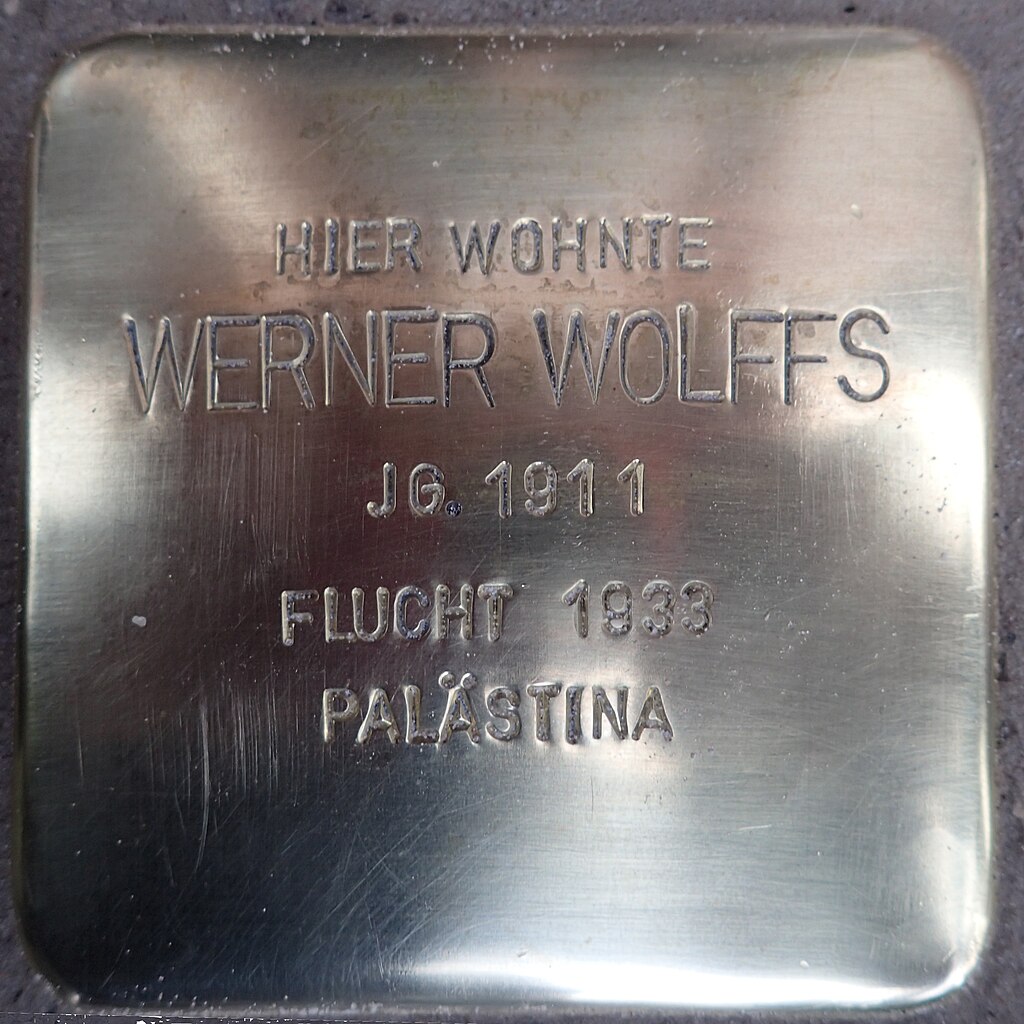 HIER WOHNTE
WERNER WOLFFS
JG. 1911
FLUCHT 1933
PALÄSTINA